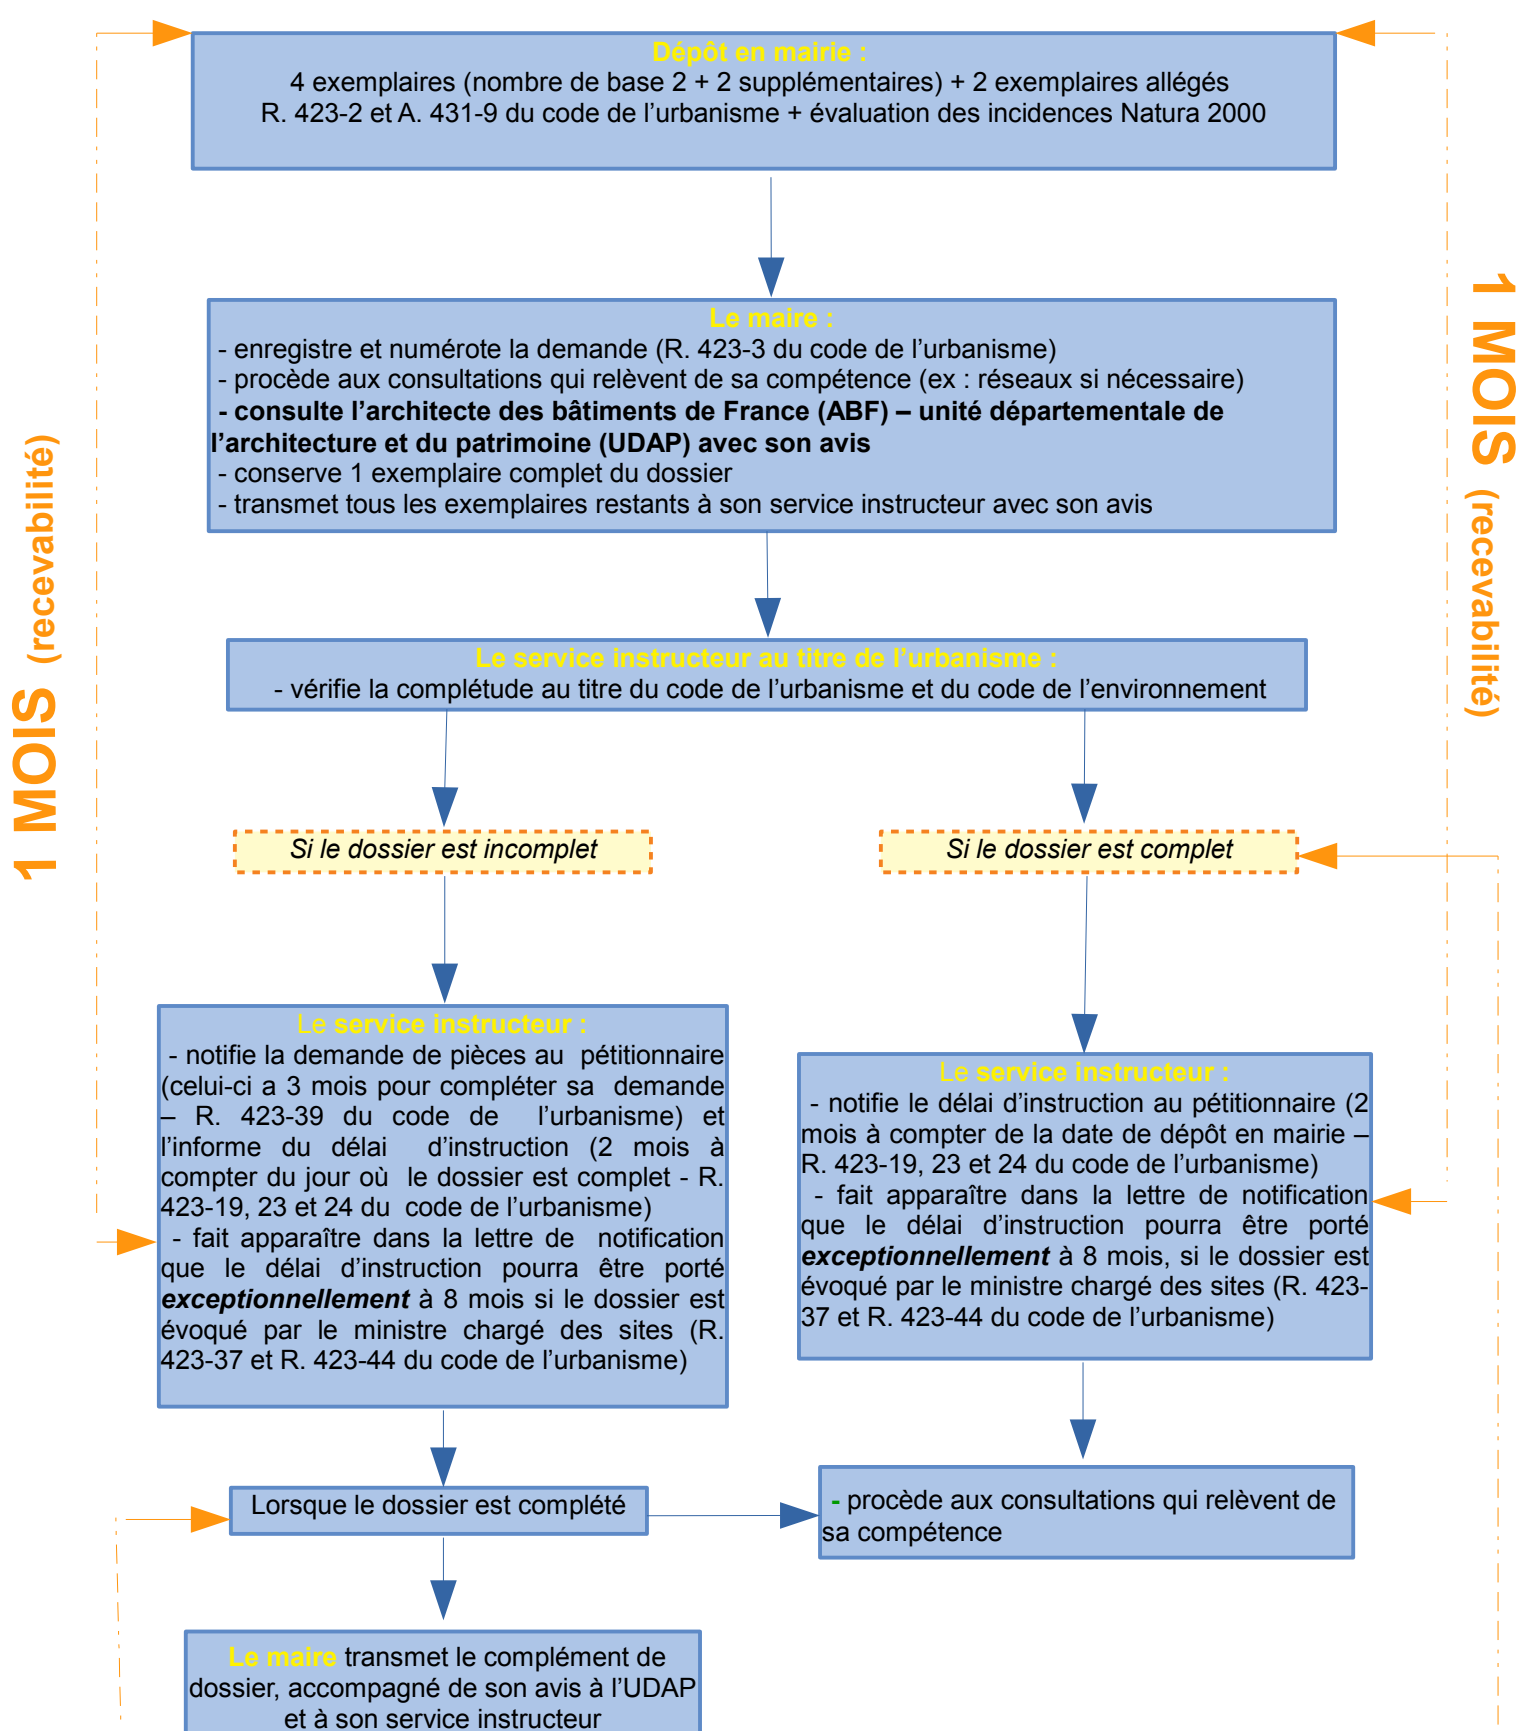 Dépôt en mairie :
4 exemplaires (nombre de base 2 + 2 supplémentaires) + 2 exemplaires allégés
R. 423-2 et A. 431-9 du code de l’urbanisme + évaluation des incidences Natura 2000
1 MOIS (recevabilité)
1 MOIS (recevabilité)
Le maire :
- enregistre et numérote la demande (R. 423-3 du code de l’urbanisme)
- procède aux consultations qui relèvent de sa compétence (ex : réseaux si nécessaire)
- consulte l’architecte des bâtiments de France (ABF) – unité départementale de
l’architecture et du patrimoine (UDAP) avec son avis
- conserve 1 exemplaire complet du dossier
- transmet tous les exemplaires restants à son service instructeur avec son avis
Le service instructeur au titre de l’urbanisme :
- vérifie la complétude au titre du code de l’urbanisme et du code de l’environnement
Si le dossier est incomplet
Si le dossier est complet
Le service instructeur :
- notifie la demande de pièces au pétitionnaire
(celui-ci a 3 mois pour compléter sa demande
– R. 423-39 du code de l’urbanisme) et
l’informe du délai d’instruction (2 mois à
compter du jour où le dossier est complet - R.
423-19, 23 et 24 du code de l’urbanisme)
- fait apparaître dans la lettre de notification
que le délai d’instruction pourra être porté
exceptionnellement à 8 mois si le dossier est
évoqué par le ministre chargé des sites (R.
423-37 et R. 423-44 du code de l’urbanisme)
Le service instructeur :
- notifie le délai d’instruction au pétitionnaire (2
mois à compter de la date de dépôt en mairie –
R. 423-19, 23 et 24 du code de l’urbanisme)
- fait apparaître dans la lettre de notification
que le délai d’instruction pourra être porté
exceptionnellement à 8 mois, si le dossier est
évoqué par le ministre chargé des sites (R. 423-
37 et R. 423-44 du code de l’urbanisme)
Lorsque le dossier est complété
- procède aux consultations qui relèvent de
sa compétence
Le maire transmet le complément de
dossier, accompagné de son avis à l’UDAP
et à son service instructeur